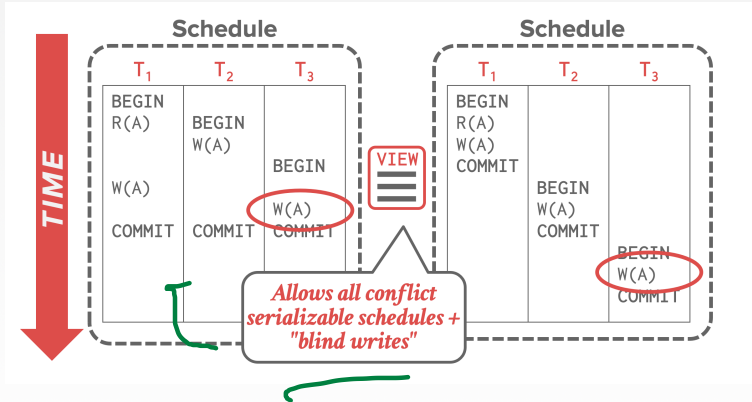 Schedule
Schedule
TIME
T1 T2 T3
BEGIN
R(A) BEGIN
W(A)
BEGIN
W(A)
W(A)
COMMIT COMMIT COMMIT
VIEW
T1 T2 T3
BEGIN
R(A)
W(A)
COMMIT
BEGIN
W(A)
COMMIT
BEGIN
W(A)
COMMIT
Allows all conflict
serializable schedules +
"blind writes"